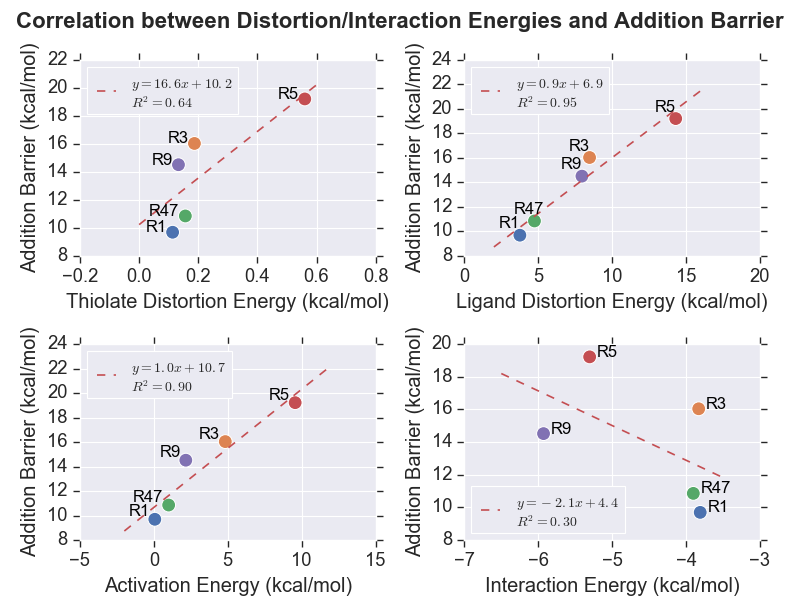 Correlation between Distortion/Interaction Energies and Addition Barrier
22
20
18
16
14
12
10
8
Addition Barrier (kcal/mol)
y = 16.6x + 10.2
R² = 0.64
R5
R3
R9
R47
R1
−0.2 0.0 0.2 0.4 0.6 0.8
Thiolate Distortion Energy (kcal/mol)
24
22
20
18
16
14
12
10
8
Addition Barrier (kcal/mol)
y = 0.9x + 6.9
R² = 0.95
R5
R3
R9
R47
R1
0 5 10 15 20
Ligand Distortion Energy (kcal/mol)
24
22
20
18
16
14
12
10
8
Addition Barrier (kcal/mol)
y = 1.0x + 10.7
R² = 0.90
R5
R3
R9
R47
R1
−5 0 5 10 15
Activation Energy (kcal/mol)
20
18
16
14
12
10
8
Addition Barrier (kcal/mol)
R5
R3
R9
R47
R1
y = −2.1x + 4.4
R² = 0.30
−7 −6 −5 −4 −3
Interaction Energy (kcal/mol)